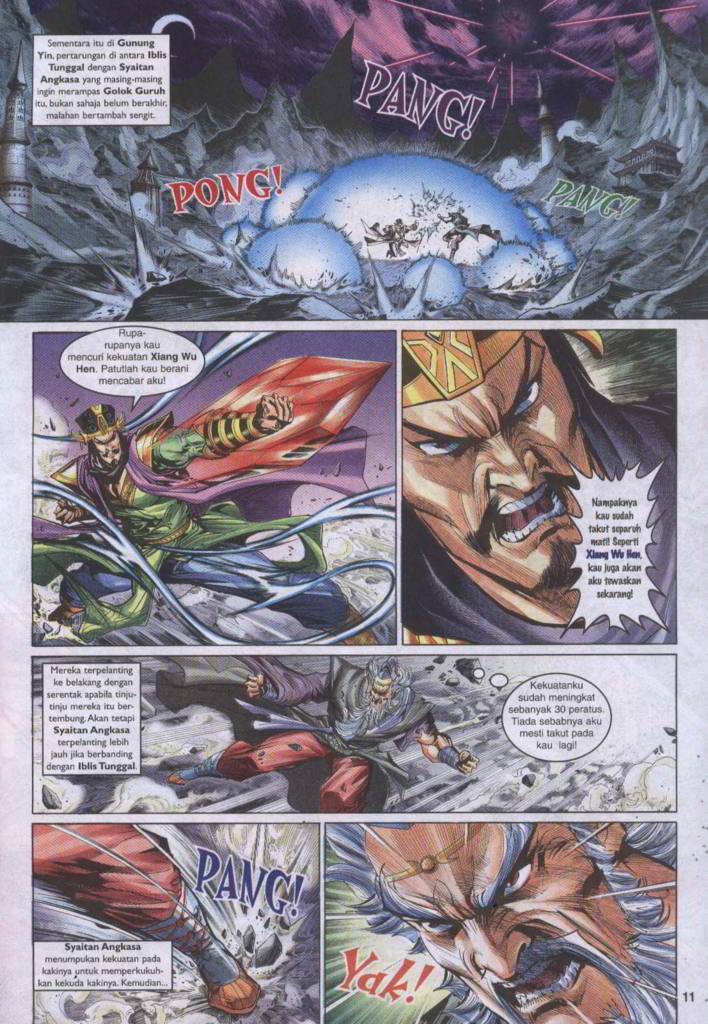 Sementara itu di Gunung
Yin, pertarungan di antara Iblis
Tunggal dengan Syaitan
Angkasa yang masing-masing
ingin merampas Golok Guruh
itu, bukan sahaja belum berakhir,
malahan bertambah sengit.
PANG!
PONG!
PANG!
Rupa-
rupanya kau
mencuri kekuatan Xiang Wu
Hen. Patutlah kau berani
mencabar aku!
Nampaknya
kau sudah
takut separuh
mati! Seperti
Xiang Wu Hen,
kau juga akan
aku tewaskan
sekarang!
Mereka terpelanting
ke belakang dengan
serentak apabila tinju-
tinju mereka itu ber-
tembung. Akan tetapi
Syaitan Angkasa
terpelanting lebih
jauh jika berbanding
dengan Iblis Tunggal.
Kekuatanku
sudah meningkat
sebanyak 30 peratus.
Tiada sebabnya aku
mesti takut pada
kau lagi!
PANG!
Syaitan Angkasa
menumpukan kekuatan pada
kakinya untuk memperkukuh-
kan kekuda kakinya. Kemudian...
Yak!
11